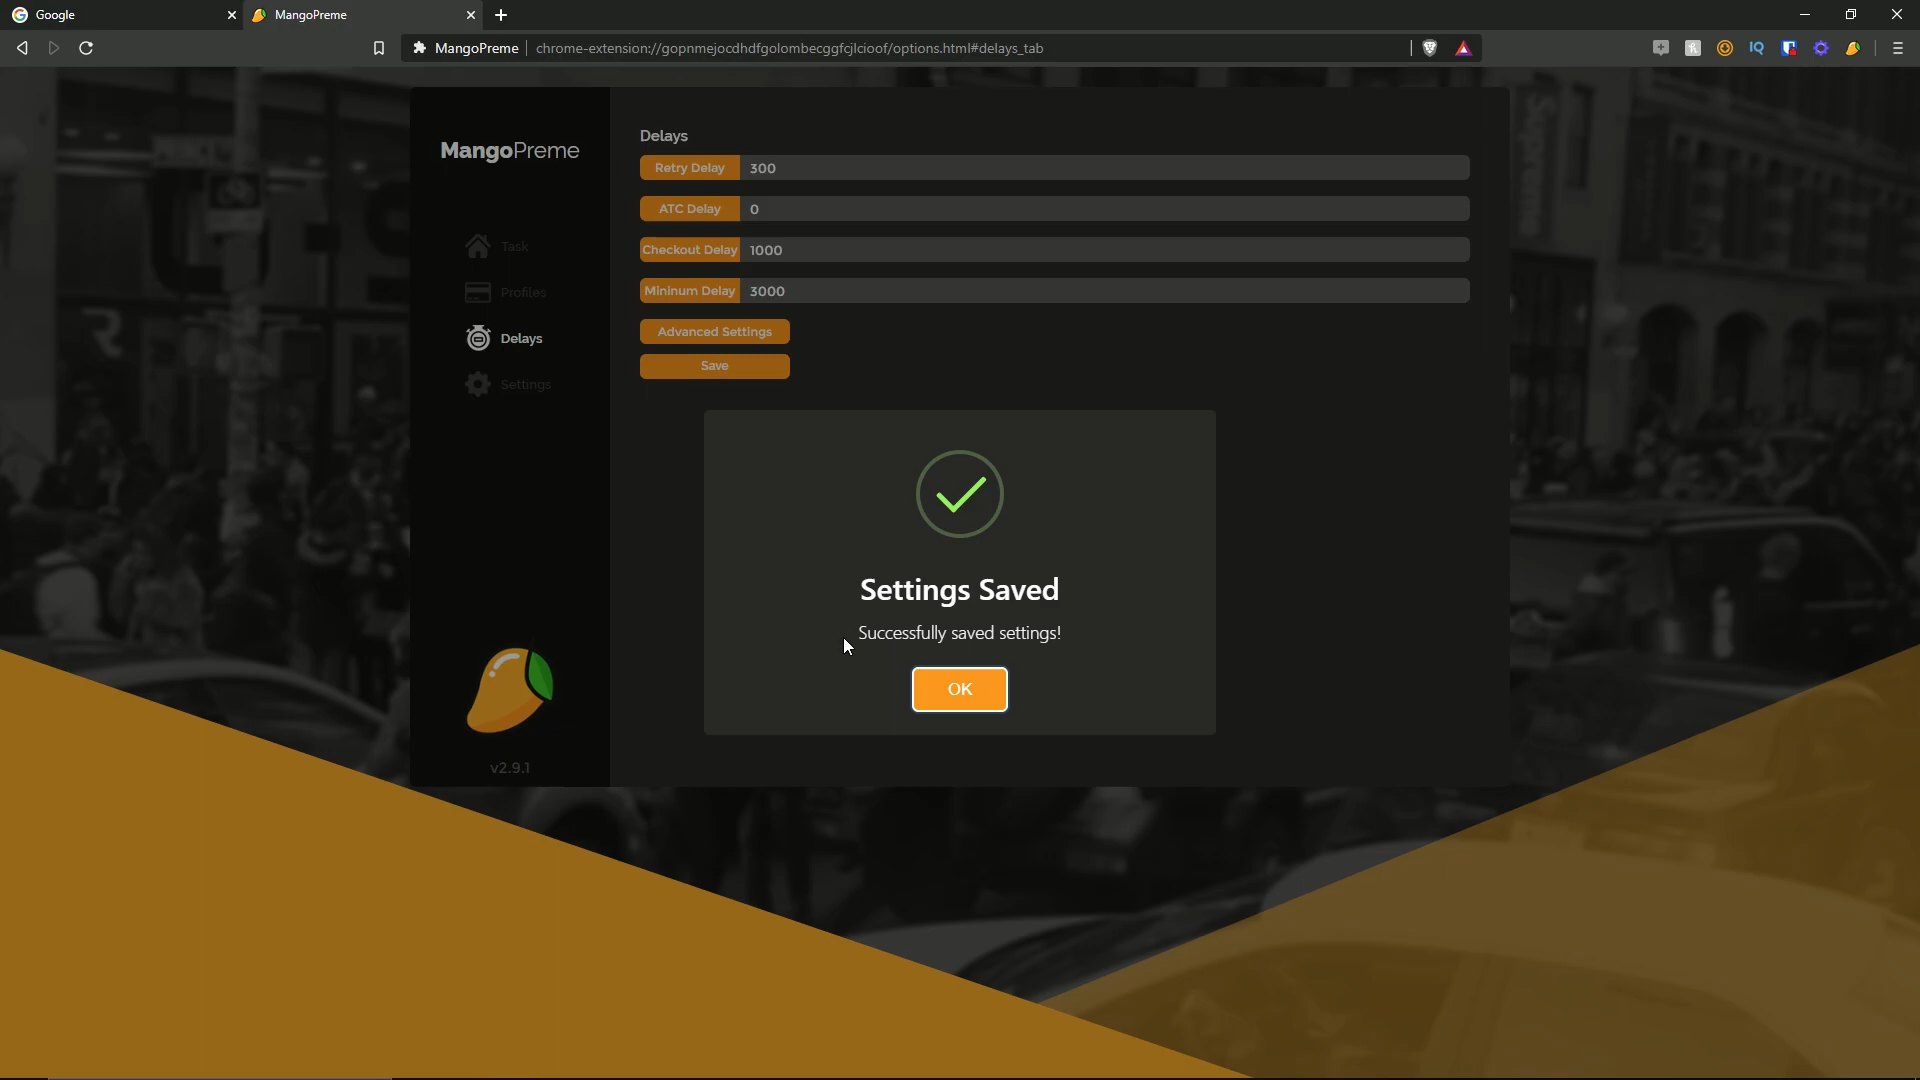 Google
MangoPreme
MangoPreme
chrome-extension://gopnmejocdhdfgolombecggfcjlcioof/options.html#delays_tab
IQ
MangoPreme
Task
Profiles
Delays
Settings
v2.9.1
Delays
Retry Delay 300
ATC Delay 0
Checkout Delay 1000
Mininum Delay 3000
Advanced Settings
Save
Settings Saved
Successfully saved settings!
OK
Supreme